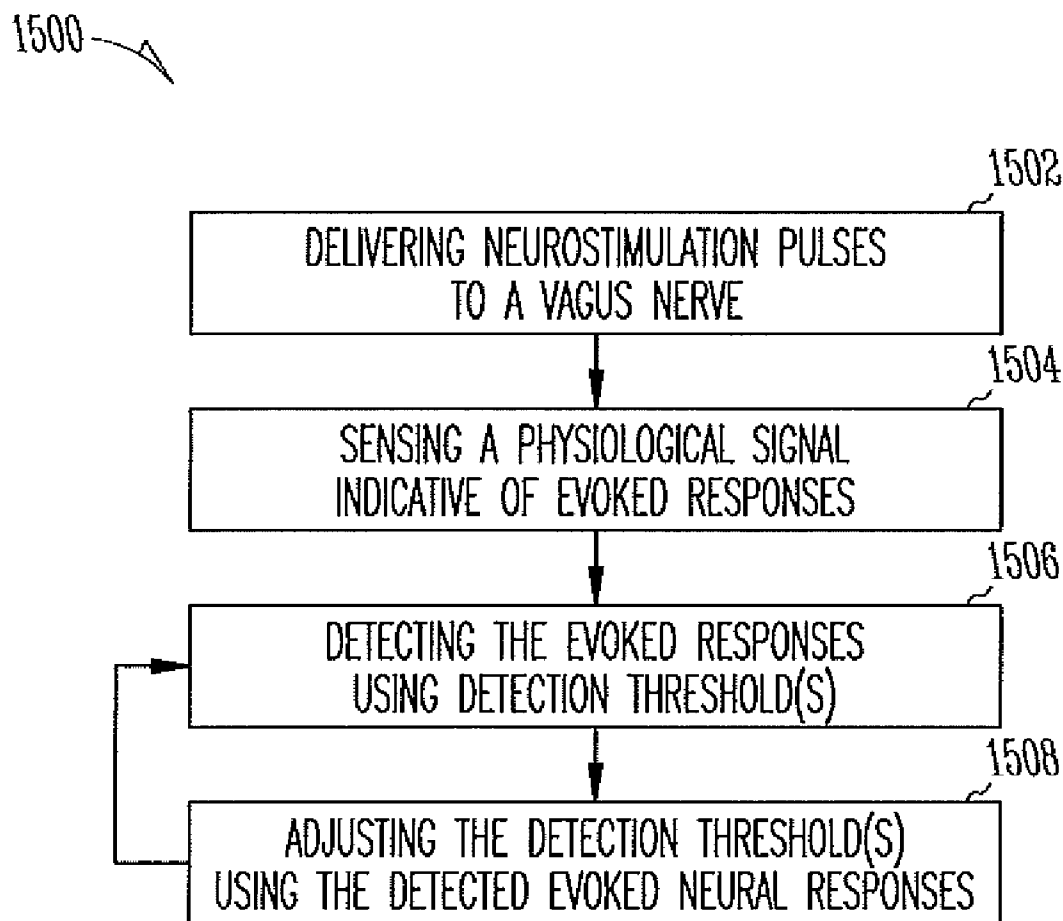 1500
1502
DELIVERING NEUROSTIMULATION PULSES
TO A VAGUS NERVE
1504
SENSING A PHYSIOLOGICAL SIGNAL
INDICATIVE OF EVOKED RESPONSES
1506
DETECTING THE EVOKED RESPONSES
USING DETECTION THRESHOLD(S)
1508
ADJUSTING THE DETECTION THRESHOLD(S)
USING THE DETECTED EVOKED NEURAL RESPONSES